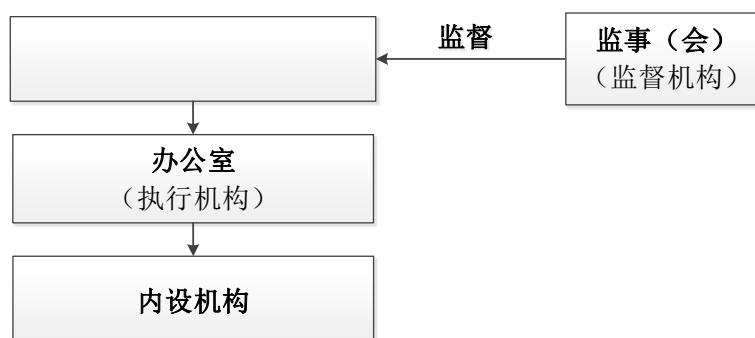 监督
监事（会）
（监督机构）
办公室
（执行机构）
内设机构